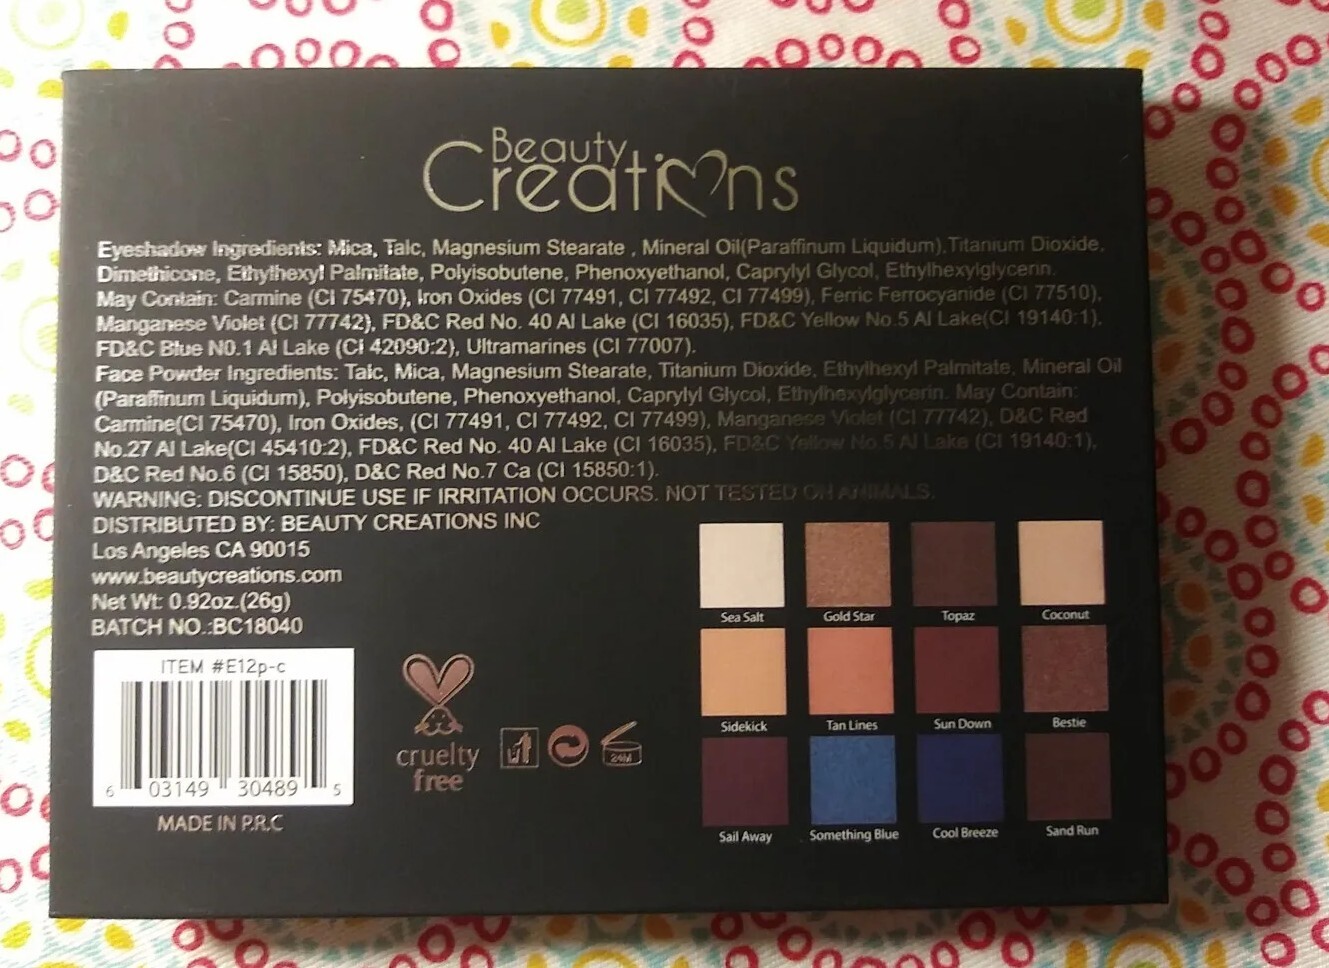 Beauty
Creations
Eyeshadow Ingredients: Mica, Talc, Magnesium Stearate , Mineral Oil(Paraffinum Liquidum),Titanium Dioxide,
Dimethicone, Ethylhexyl Palmitate, Polyisobutene, Phenoxyethanol, Caprylyl Glycol, Ethylhexylglycerin.
May Contain: Carmine (CI 75470), Iron Oxides (CI 77491, CI 77492, CI 77499), Ferric Ferrocyanide (CI 77510),
Manganese Violet (CI 77742), FD&C Red No. 40 Al Lake (CI 16035), FD&C Yellow No.5 Al Lake(CI 19140:1),
FD&C Blue N0.1 Al Lake (CI 42090:2), Ultramarines (CI 77007).
Face Powder Ingredients: Talc, Mica, Magnesium Stearate, Titanium Dioxide, Ethylhexyl Palmitate, Mineral Oil
(Paraffinum Liquidum), Polyisobutene, Phenoxyethanol, Caprylyl Glycol, Ethylhexylglycerin. May Contain:
Carmine(CI 75470), Iron Oxides, (CI 77491, CI 77492, CI 77499), Manganese Violet (CI 77742), D&C Red
No.27 Al Lake(CI 45410:2), FD&C Red No. 40 Al Lake (CI 16035), FD&C Yellow No.5 Al Lake (CI 19140:1),
D&C Red No.6 (CI 15850), D&C Red No.7 Ca (CI 15850:1).
WARNING: DISCONTINUE USE IF IRRITATION OCCURS. NOT TESTED ON ANIMALS.
DISTRIBUTED BY: BEAUTY CREATIONS INC
Los Angeles CA 90015
www.beautycreations.com
Net Wt: 0.92oz.(26g)
BATCH NO.:BC18040
ITEM #E12p-c
6 03149 30489 5
MADE IN P.R.C
cruelty
free
24M
Sea Salt Gold Star Topaz Coconut
Sidekick Tan Lines Sun Down Bestie
Sail Away Something Blue Cool Breeze Sand Run